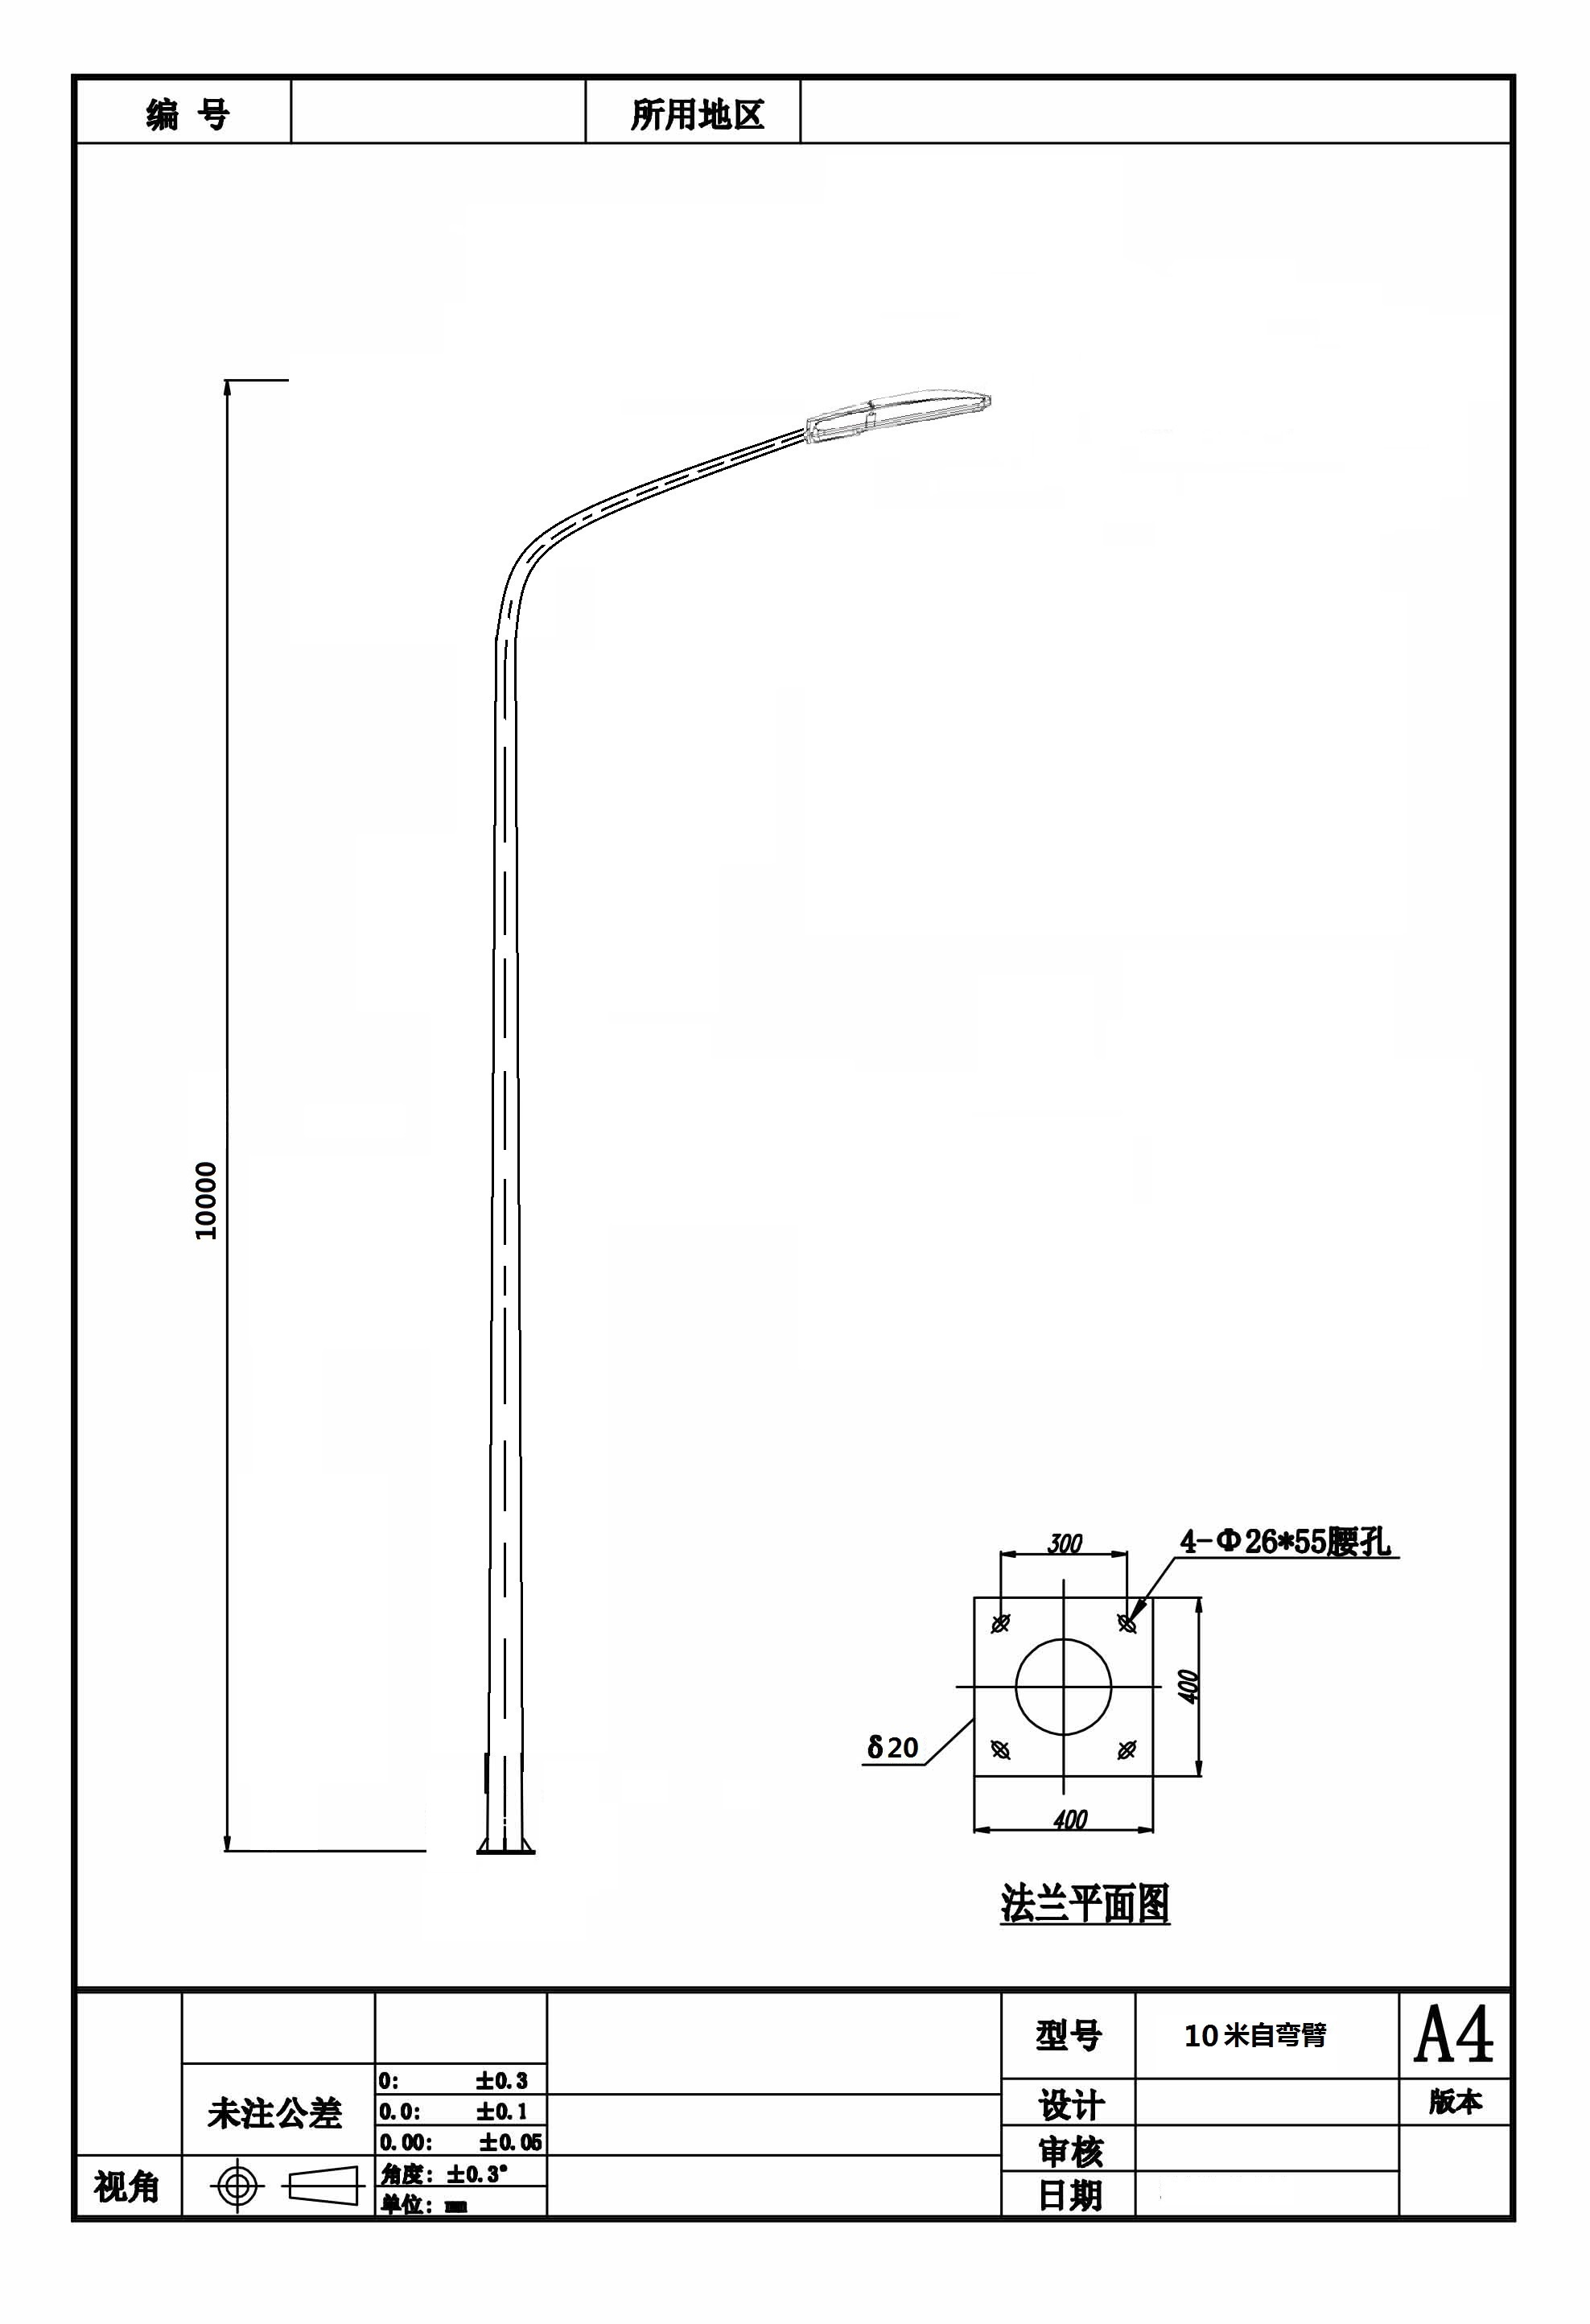 编 号
所用地区
10000
300
4-Φ26*55腰孔
400
δ20
400
法兰平面图
型号
10米自弯臂
A4
未注公差
0: ±0.3
0.0: ±0.1
0.00: ±0.05
设计
版本
审核
视角
角度: ±0.3°
单位: mm
日期